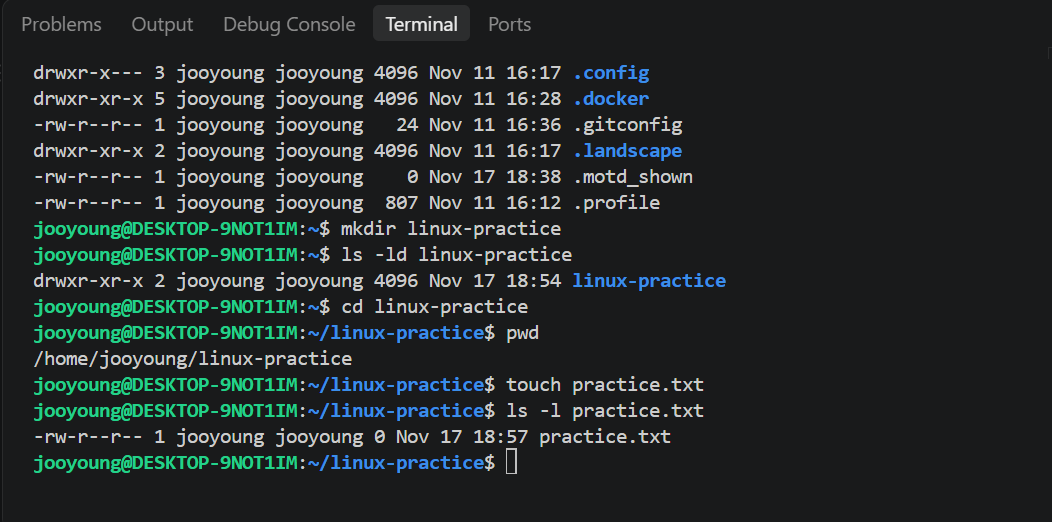 Problems Output Debug Console Terminal Ports
drwxr-x--- 3 jooyoung jooyoung 4096 Nov 11 16:17 .config
drwxr-xr-x 5 jooyoung jooyoung 4096 Nov 11 16:28 .docker
-rw-r--r-- 1 jooyoung jooyoung   24 Nov 11 16:36 .gitconfig
drwxr-xr-x 2 jooyoung jooyoung 4096 Nov 11 16:17 .landscape
-rw-r--r-- 1 jooyoung jooyoung    0 Nov 17 18:38 .motd_shown
-rw-r--r-- 1 jooyoung jooyoung  807 Nov 11 16:12 .profile
jooyoung@DESKTOP-9NOT1IM:~$ mkdir linux-practice
jooyoung@DESKTOP-9NOT1IM:~$ ls -ld linux-practice
drwxr-xr-x 2 jooyoung jooyoung 4096 Nov 17 18:54 linux-practice
jooyoung@DESKTOP-9NOT1IM:~$ cd linux-practice
jooyoung@DESKTOP-9NOT1IM:~/linux-practice$ pwd
/home/jooyoung/linux-practice
jooyoung@DESKTOP-9NOT1IM:~/linux-practice$ touch practice.txt
jooyoung@DESKTOP-9NOT1IM:~/linux-practice$ ls -l practice.txt
-rw-r--r-- 1 jooyoung jooyoung 0 Nov 17 18:57 practice.txt
jooyoung@DESKTOP-9NOT1IM:~/linux-practice$